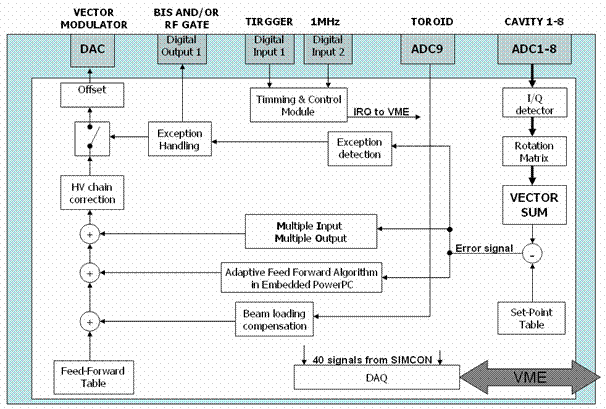 VECTOR MODULATOR
BIS AND/OR RF GATE
TIRGGER
1MHz
TOROID
CAVITY 1-8
DAC
Digital Output 1
Digital Input 1
Digital Input 2
ADC9
ADC1-8
Offset
Timming & Control Module
IRQ to VME
I/Q detector
Exception Handling
Exception detection
Rotation Matrix
HV chain correction
VECTOR SUM
+
Multiple Input Multiple Output
Error signal
-
+
Adaptive Feed Forward Algorithm in Embedded PowerPC
+
Beam loading compensation
Set-Point Table
Feed-Forward Table
40 signals from SIMCON
DAQ
VME